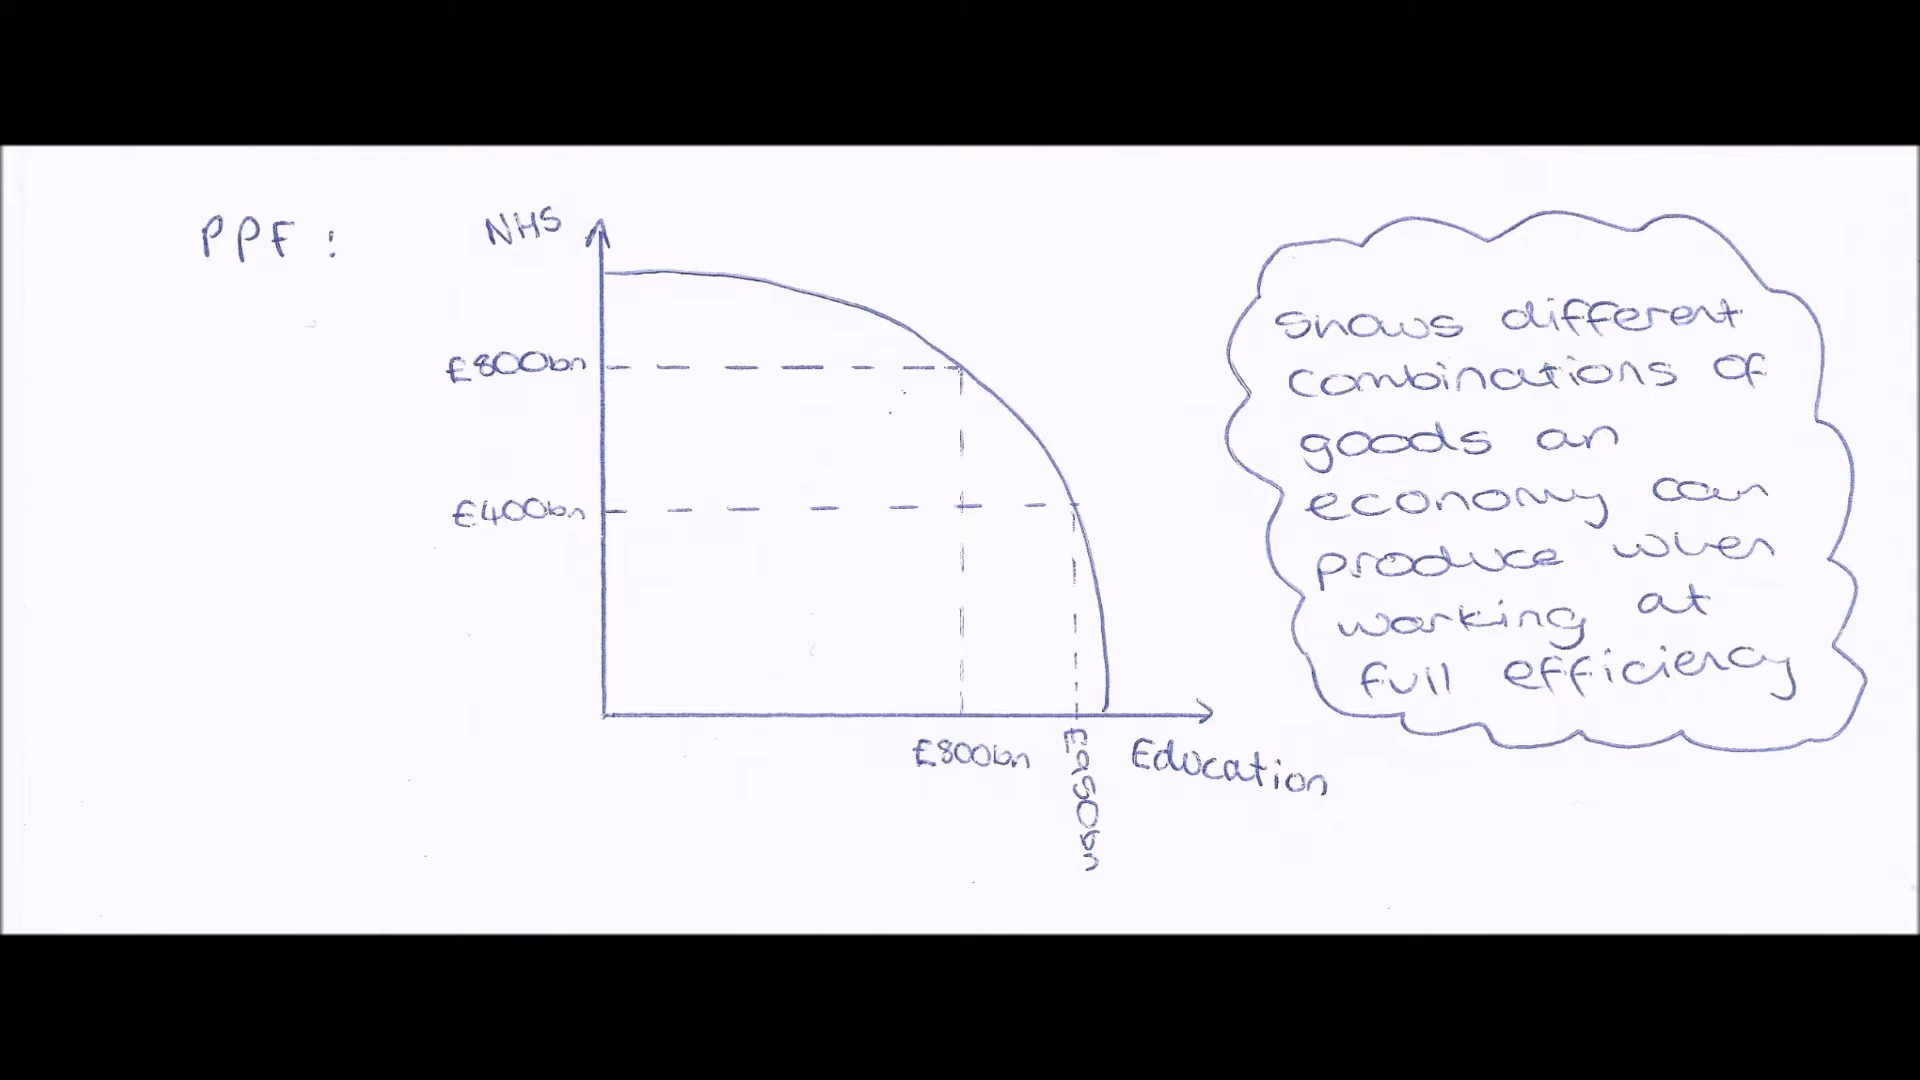 PPF :
NHS
£800bn
£400bn
£800bn
£950bn
Education
shows different
combinations of
goods an
economy can
produce when
working at
full efficiency